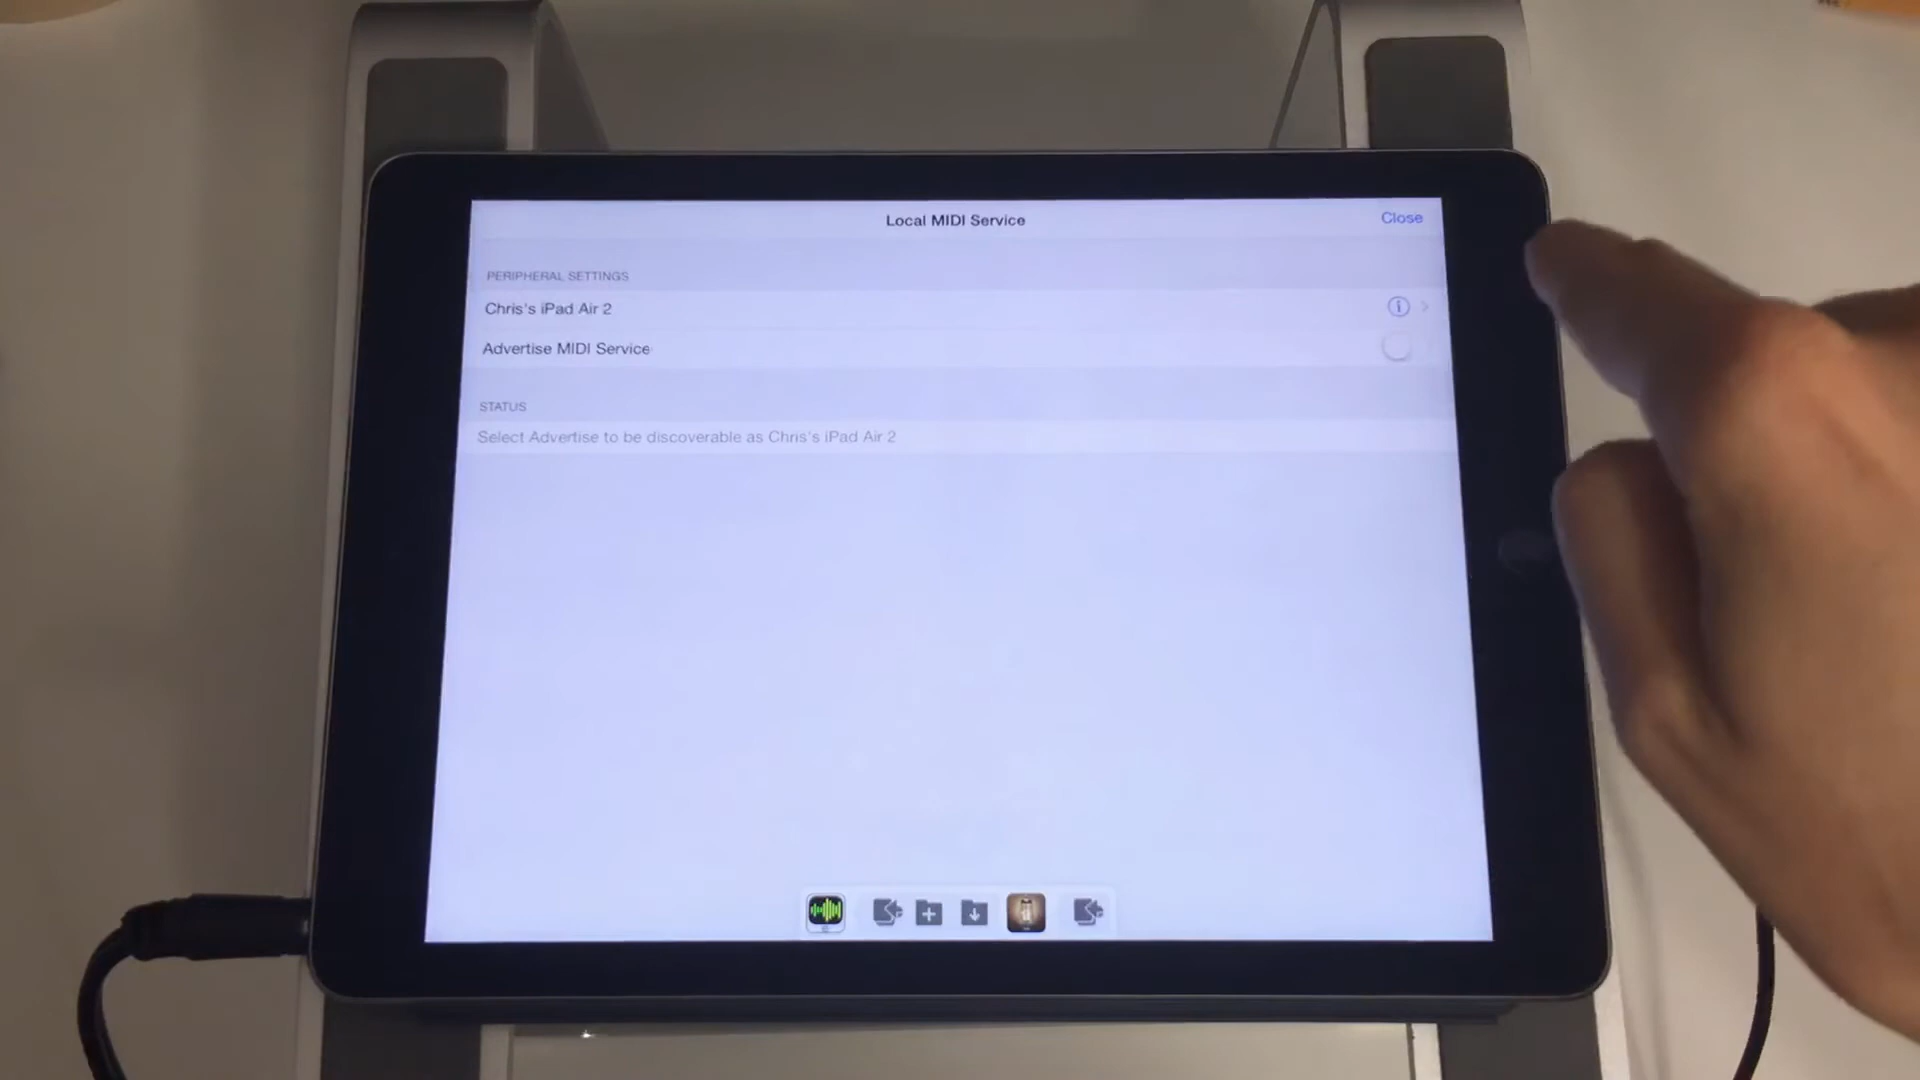 Local MIDI Service
Close
PERIPHERAL SETTINGS
Chris's iPad Air 2
Advertise MIDI Service
STATUS
Select Advertise to be discoverable as Chris's iPad Air 2